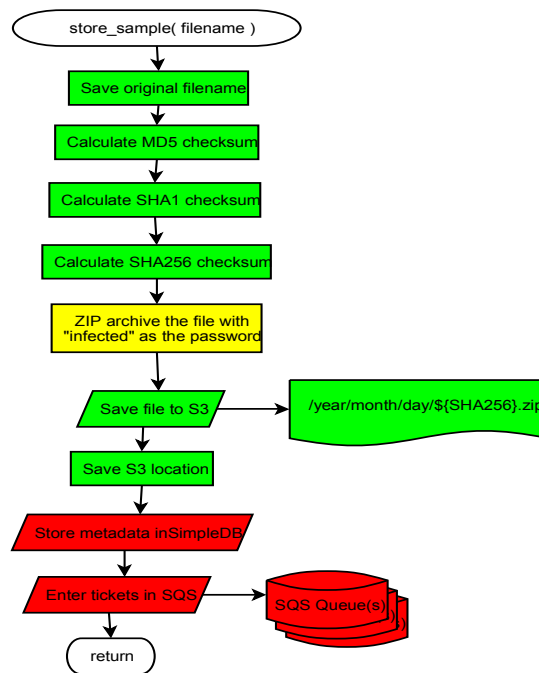 store_sample( filename )
Save original filename
Calculate MD5 checksum
Calculate SHA1 checksum
Calculate SHA256 checksum
ZIP archive the file with
"infected" as the password
Save file to S3
/year/month/day/${SHA256}.zip
Save S3 location
Store metadata inSimpleDB
Enter tickets in SQS
SQS Queue(s)
return